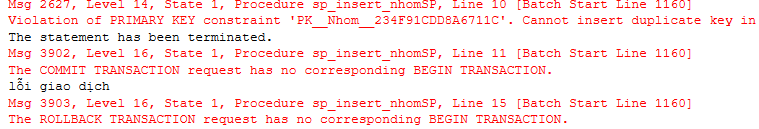 Msg 2627, Level 14, State 1, Procedure sp_insert_nhomSP, Line 10 [Batch Start Line 1160]
Violation of PRIMARY KEY constraint 'PK__Nhom__234F91CDD8A6711C'. Cannot insert duplicate key in
The statement has been terminated.
Msg 3902, Level 16, State 1, Procedure sp_insert_nhomSP, Line 11 [Batch Start Line 1160]
The COMMIT TRANSACTION request has no corresponding BEGIN TRANSACTION.
lỗi giao dịch
Msg 3903, Level 16, State 1, Procedure sp_insert_nhomSP, Line 15 [Batch Start Line 1160]
The ROLLBACK TRANSACTION request has no corresponding BEGIN TRANSACTION.